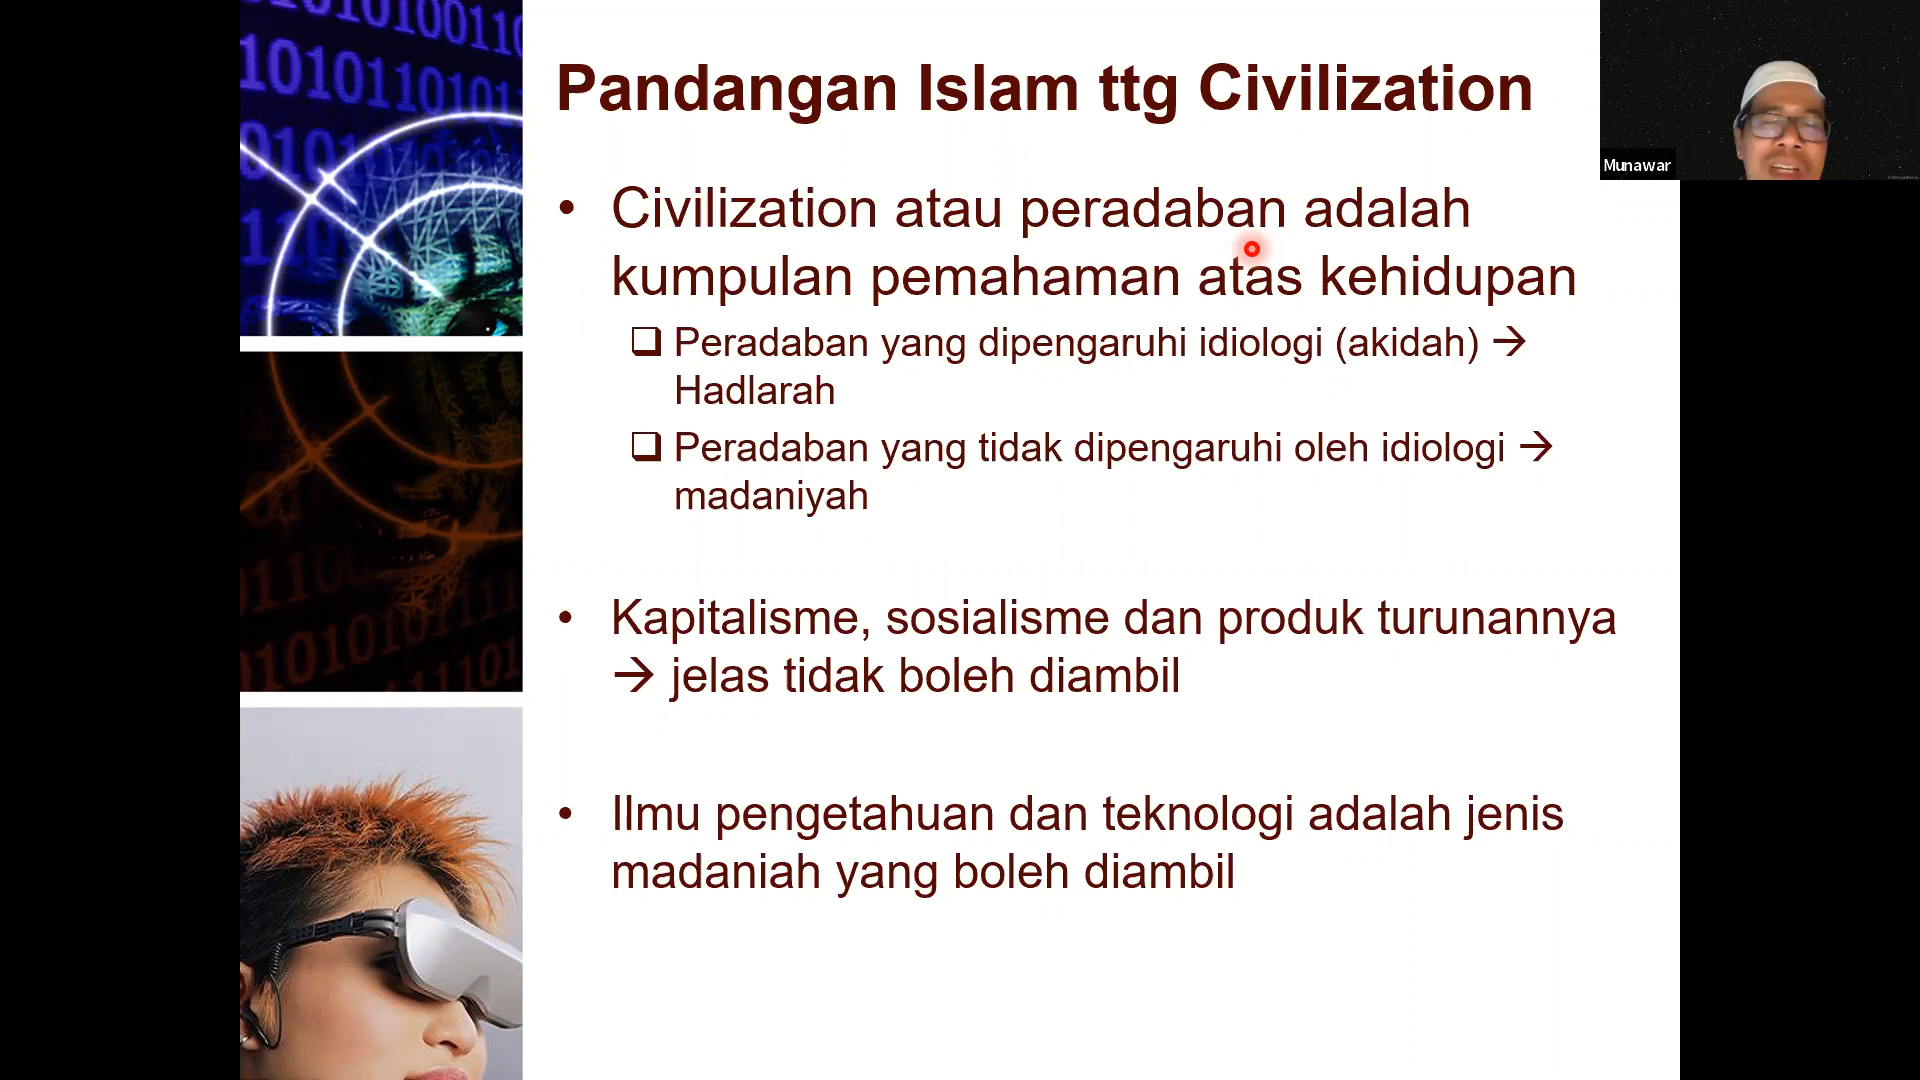 Pandangan Islam ttg Civilization
• Civilization atau peradaban adalah
kumpulan pemahaman atas kehidupan
❑ Peradaban yang dipengaruhi idiologi (akidah) →
Hadlarah
❑ Peradaban yang tidak dipengaruhi oleh idiologi →
madaniyah
• Kapitalisme, sosialisme dan produk turunannya
→ jelas tidak boleh diambil
• Ilmu pengetahuan dan teknologi adalah jenis
madaniah yang boleh diambil
Munawar